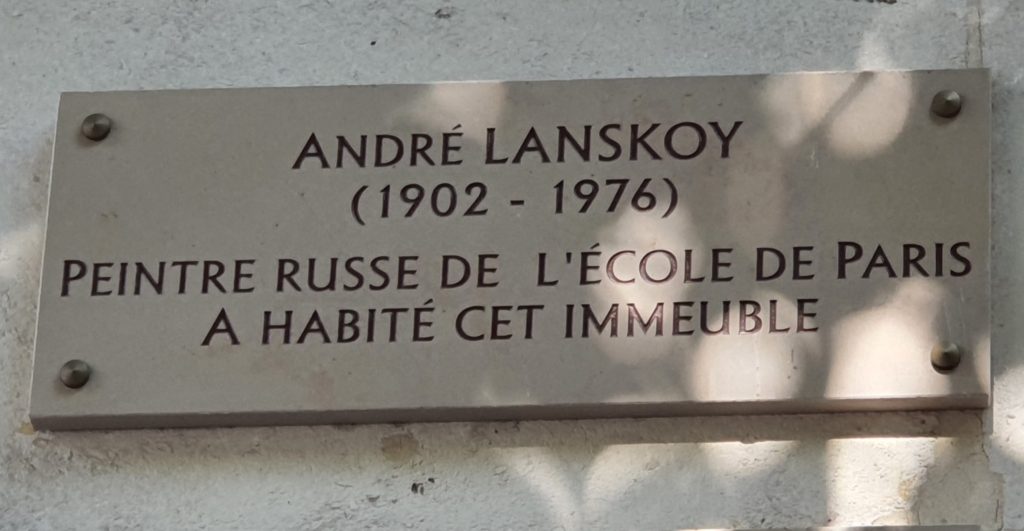 ANDRÉ LANSKOY
(1902 - 1976)
PEINTRE RUSSE DE L'ÉCOLE DE PARIS
A HABITÉ CET IMMEUBLE